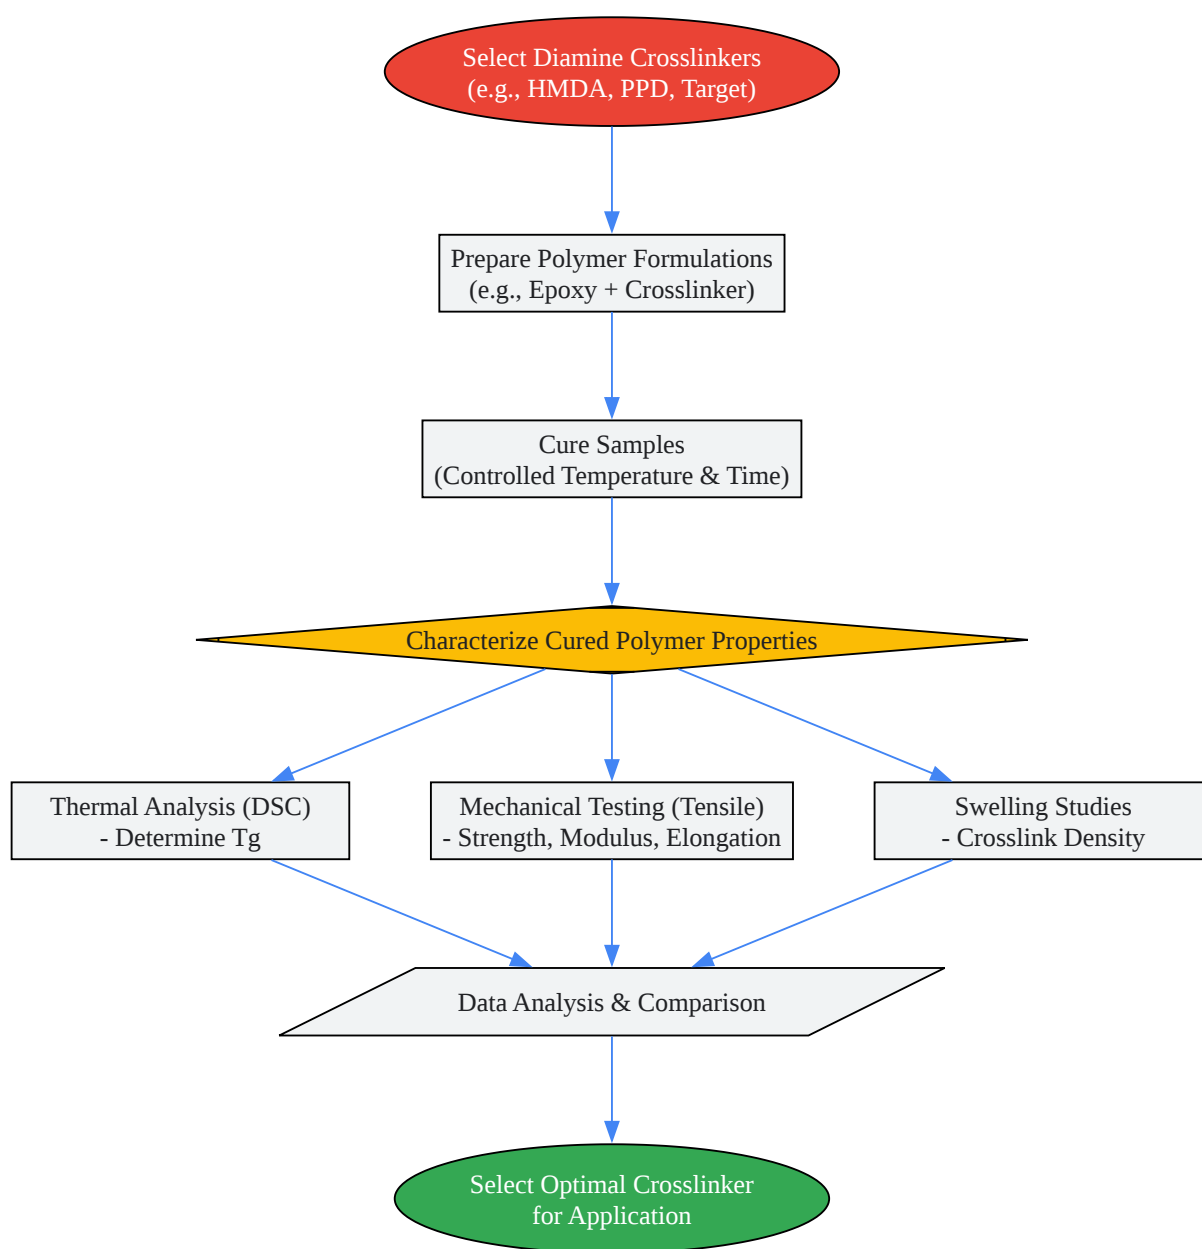 Select Diamine Crosslinkers
(e.g., HMDA, PPD, Target)
Prepare Polymer Formulations
(e.g., Epoxy + Crosslinker)
Cure Samples
(Controlled Temperature & Time)
Characterize Cured Polymer Properties
Thermal Analysis (DSC)
- Determine Tg
Mechanical Testing (Tensile)
- Strength, Modulus, Elongation
Swelling Studies
- Crosslink Density
Data Analysis & Comparison
Select Optimal Crosslinker
for Application